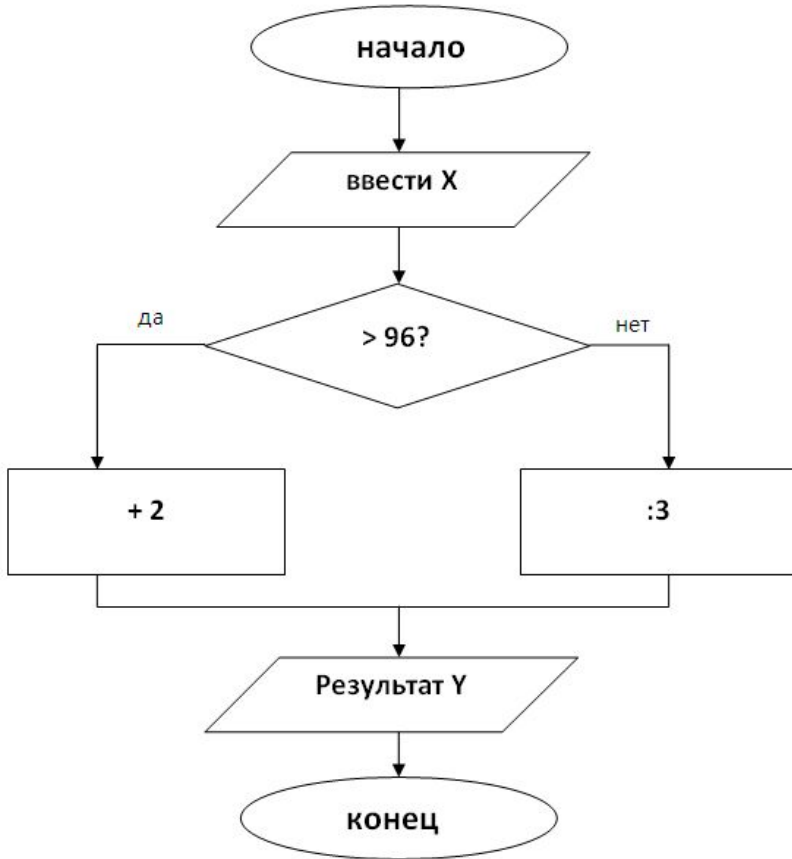 начало
ввести X
> 96?
да
нет
+ 2
:3
Результат Y
конец